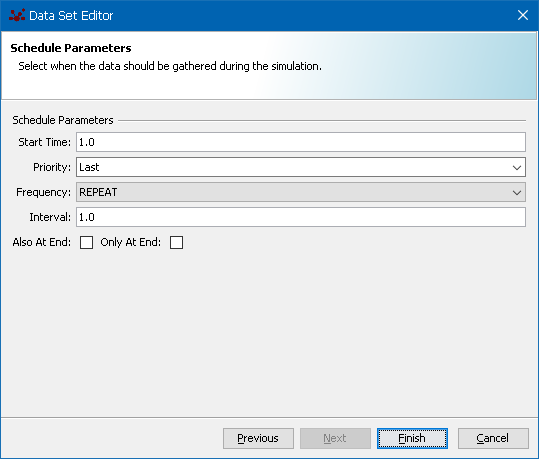 Data Set Editor
Schedule Parameters
Select when the data should be gathered during the simulation.
Schedule Parameters
Start Time: 1.0
Priority: Last
Frequency: REPEAT
Interval: 1.0
Also At End: Only At End:
Previous Next Finish Cancel